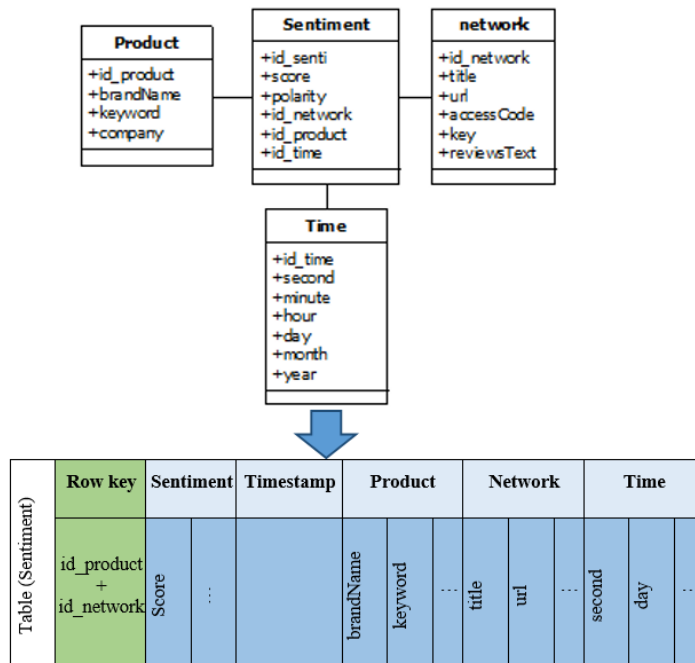 Product
+id_product
+brandName
+keyword
+company
Sentiment
+id_senti
+score
+polarity
+id_network
+id_product
+id_time
network
+id_network
+title
+url
+accessCode
+key
+reviewsText
Time
+id_time
+second
+minute
+hour
+day
+month
+year
Table (Sentiment)
Row key
Sentiment
Timestamp
Product
Network
Time
id_product
+
id_network
Score
...
brandName
keyword
...
title
url
...
second
day
...